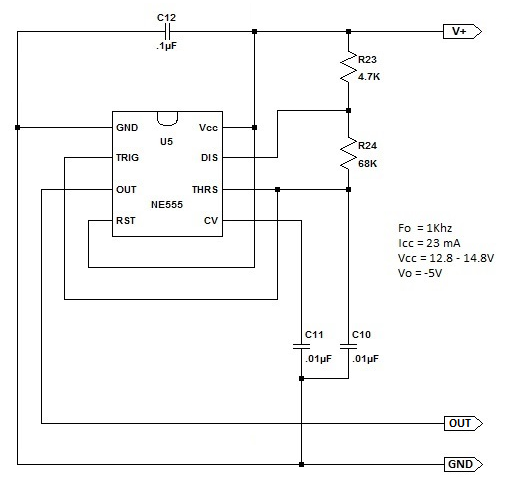 C12
.1µF
V+
R23
4.7K
GND
Vcc
U5
R24
68K
TRIG
DIS
OUT
THRS
NE555
RST
CV
Fo = 1Khz
Icc = 23 mA
Vcc = 12.8 - 14.8V
Vo = -5V
C11
.01µF
C10
.01µF
OUT
GND